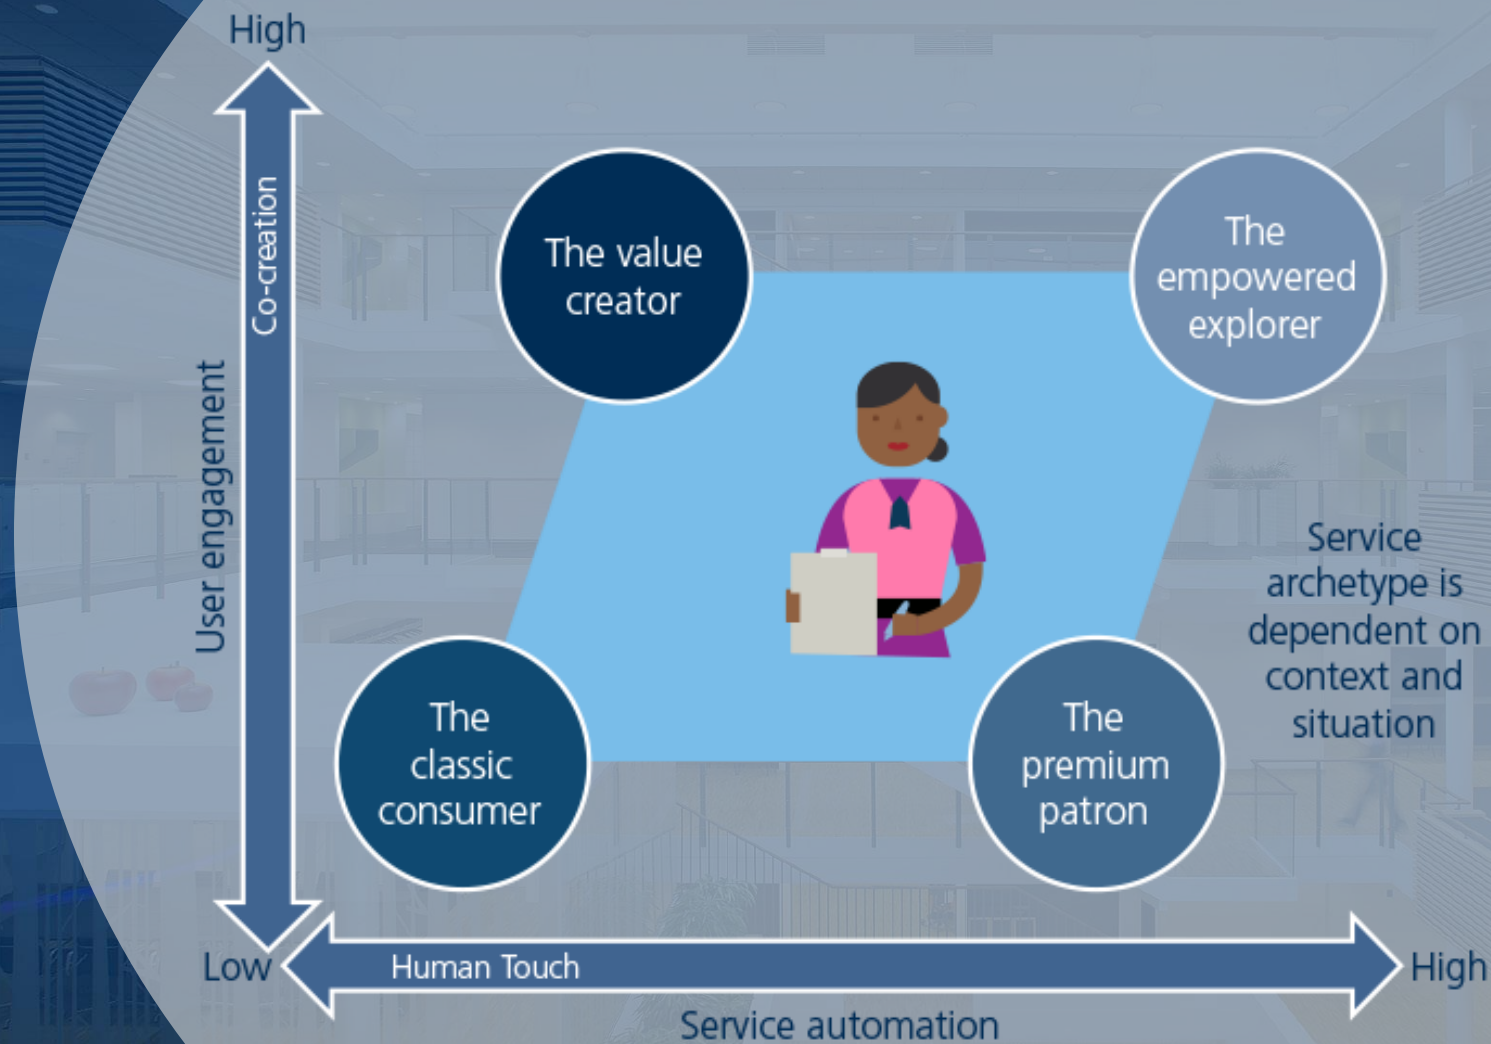 High
Co-creation
User engagement
The value
creator
The
empowered
explorer
Service
archetype is
dependent on
context and
situation
The
classic
consumer
The
premium
patron
Low
Human Touch
High
Service automation